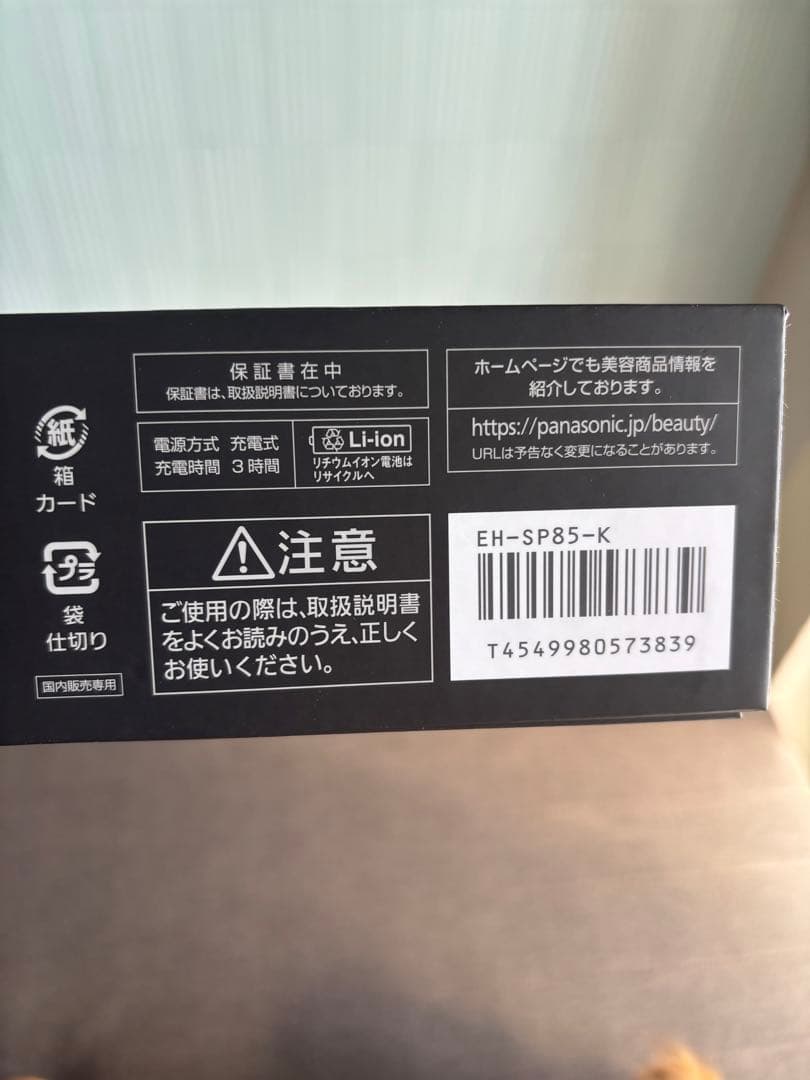 紙
箱
カード
プラ
袋
仕切り
国内販売専用
保証書在中
保証書は、取扱説明書についております。
電源方式 充電式
充電時間 3時間
Li-ion
リチウムイオン電池は
リサイクルへ
注意
ご使用の際は、取扱説明書
をよくお読みのうえ、正しく
お使いください。
ホームページでも美容商品情報を
紹介しております。
https://panasonic.jp/beauty/
URLは予告なく変更になることがあります。
EH-SP85-K
T4549980573839